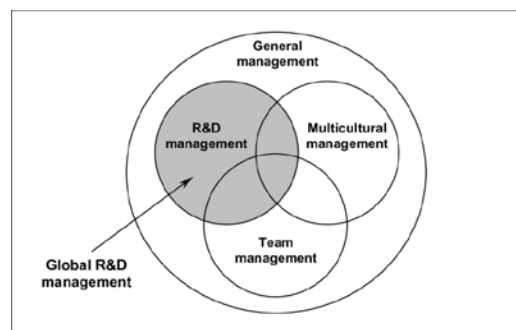 General
management
R&D
management
Multicultural
management
Team
management
Global R&D
management